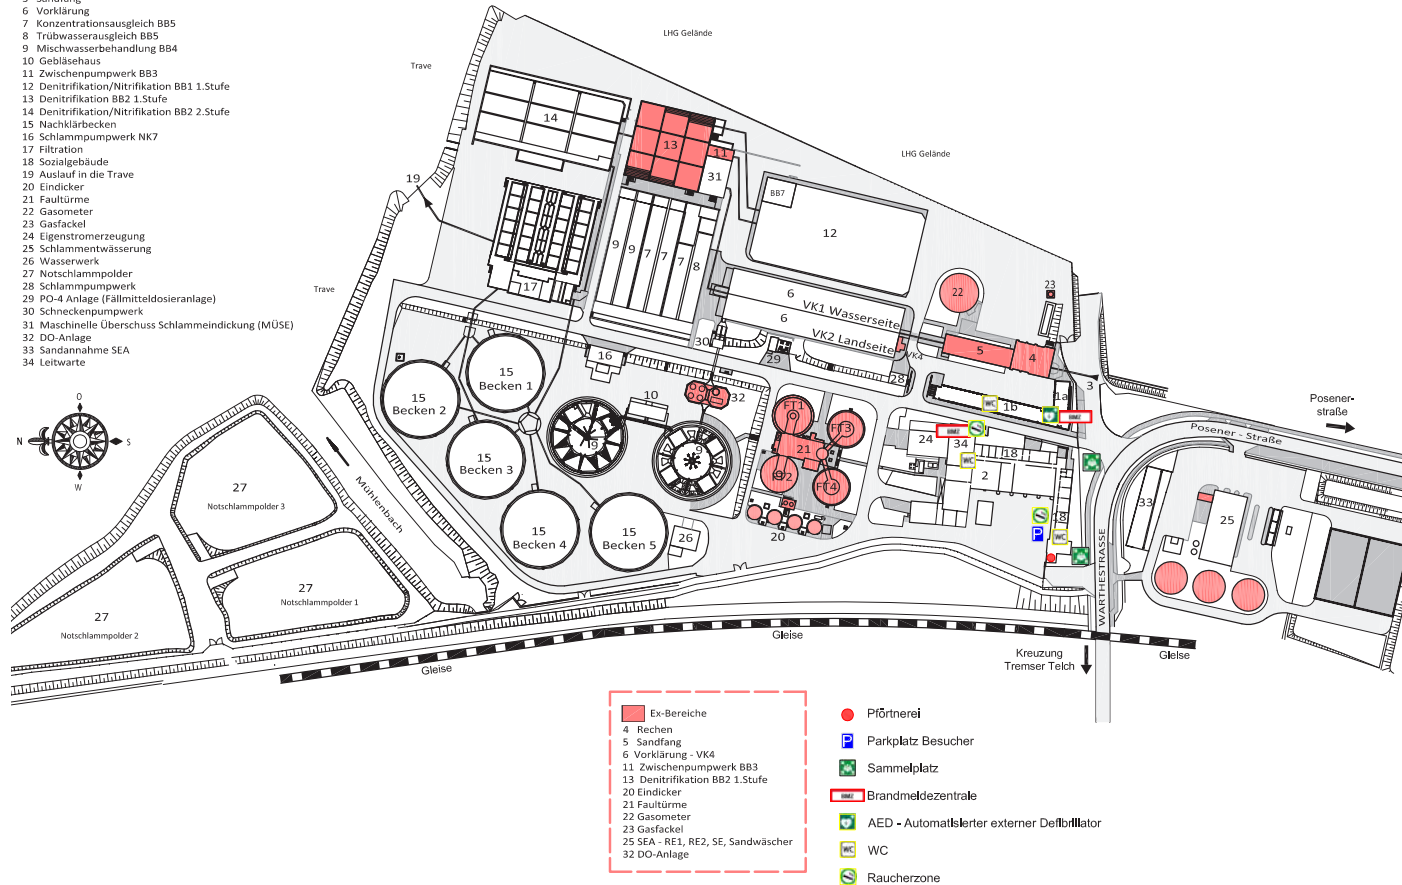 6 Vorklärung
7 Konzentrationsausgleich BB5
8 Trübwasserausgleich BB5
9 Mischwasserbehandlung BB4
10 Gebläsehaus
11 Zwischenpumpwerk BB3
12 Denitrifikation/Nitrifikation BB1 1.Stufe
13 Denitrifikation BB2 1.Stufe
14 Denitrifikation/Nitrifikation BB2 2.Stufe
15 Nachklärbecken
16 Schlammpumpwerk NK7
17 Filtration
18 Sozialgebäude
19 Auslauf in die Trave
20 Eindicker
21 Faultürme
22 Gasometer
23 Gasfackel
24 Eigenstromerzeugung
25 Schlammentwässerung
26 Wasserwerk
27 Notschlammpolder
28 Schlammpumpwerk
29 PO-4 Anlage (Fällmitteldosieranlage)
30 Schneckenpumpwerk
31 Maschinelle Überschuss Schlammeindickung (MÜSE)
32 DO-Anlage
33 Sandannahme SEA
34 Leitwarte
LHG Gelände
Trave
14
13
11
31
LHG Gelände
19
BB7
12
9
9
7
7
7
8
17
Trave
6
VK1 Wasserseite
6
VK2 Landseite
VK4
22
23
5
4
3
30
29
28
16
15
Becken 1
15
Becken 2
15
Becken 3
15
Becken 4
15
Becken 5
10
9
9
32
FT1
FT3
21
FT2
FT4
20
26
1a
1b
WC
BMZ
BMZ
24
34
18
WC
2
18
P
WC
Posener-
straße
Posener - Straße
33
25
WARTHESTRASSE
O
N
S
W
27
Notschlammpolder 3
27
Notschlammpolder 1
27
Notschlammpolder 2
Mühlenbach
Gleise
Gleise
Gleise
Kreuzung
Tremser Teich
Ex-Bereiche
4 Rechen
5 Sandfang
6 Vorklärung - VK4
11 Zwischenpumpwerk BB3
13 Denitrifikation BB2 1.Stufe
20 Eindicker
21 Faultürme
22 Gasometer
23 Gasfackel
25 SEA - RE1, RE2, SE, Sandwäscher
32 DO-Anlage
Pförtnerei
P Parkplatz Besucher
Sammelplatz
BMZ Brandmeldezentrale
AED - Automatisierter externer Defibrillator
WC WC
Raucherzone